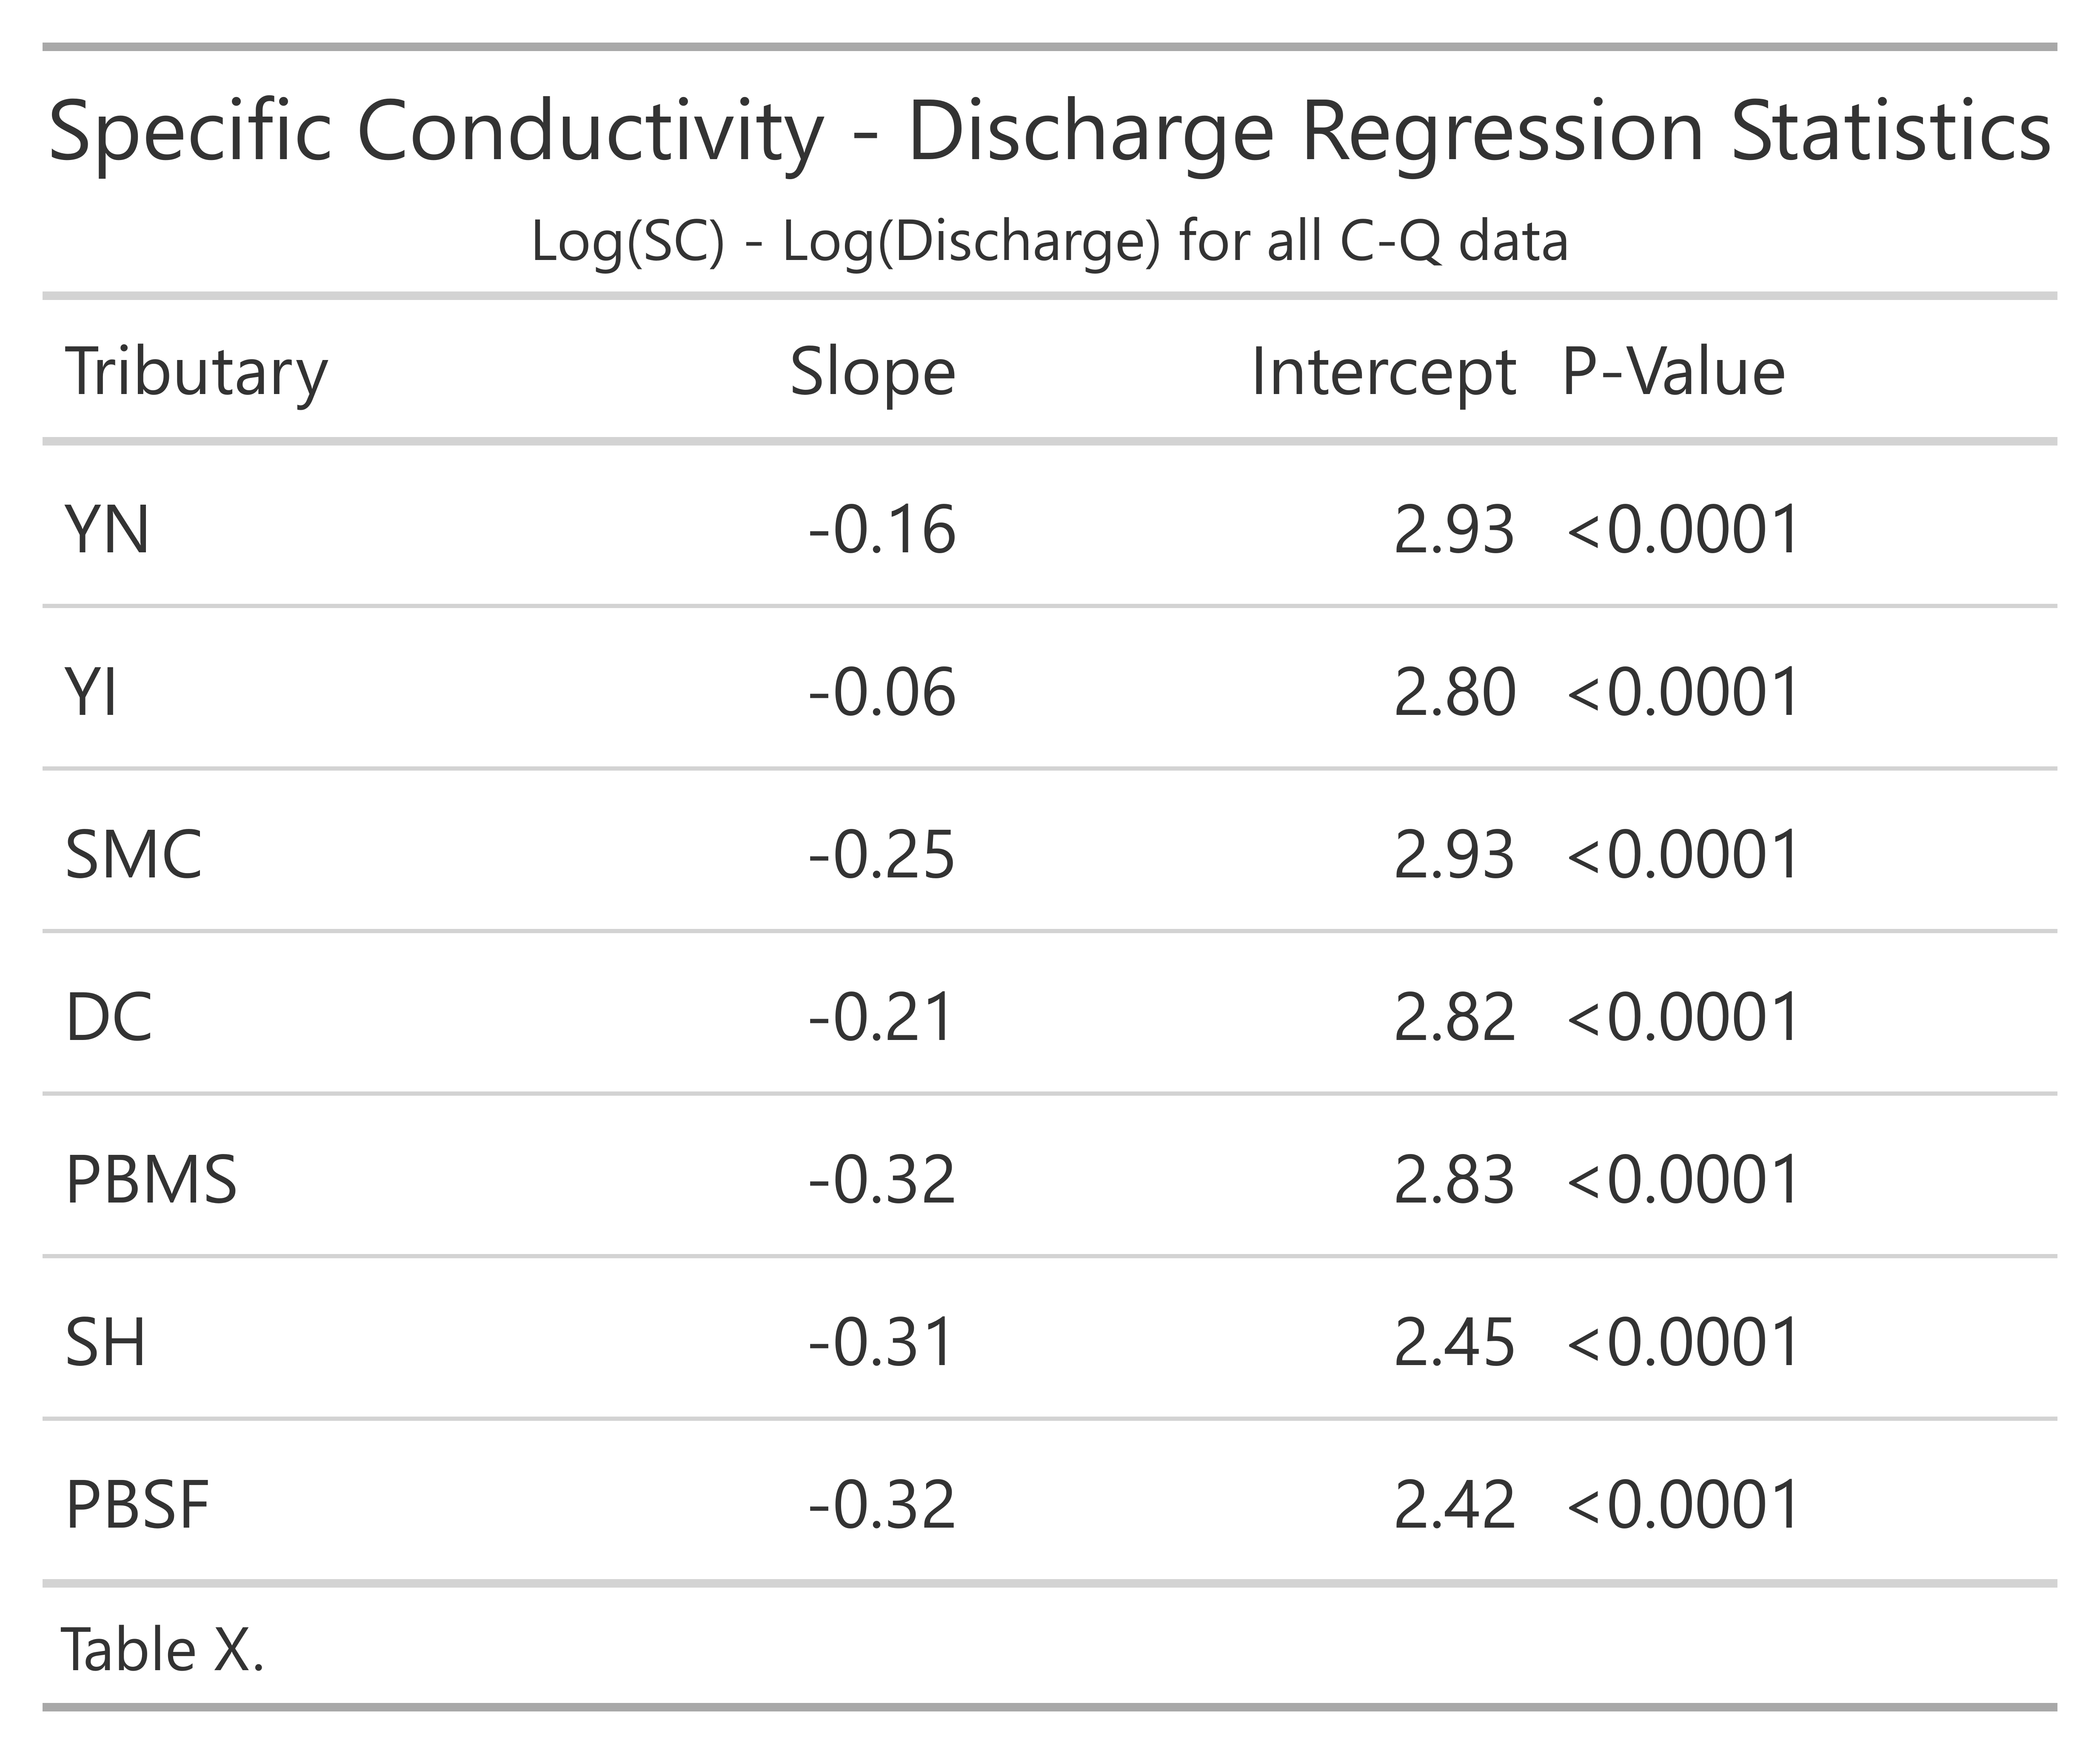 Specific Conductivity - Discharge Regression Statistics
Log(SC) - Log(Discharge) for all C-Q data
Tributary Slope Intercept P-Value
YN -0.16 2.93 <0.0001
YI -0.06 2.80 <0.0001
SMC -0.25 2.93 <0.0001
DC -0.21 2.82 <0.0001
PBMS -0.32 2.83 <0.0001
SH -0.31 2.45 <0.0001
PBSF -0.32 2.42 <0.0001
Table X.